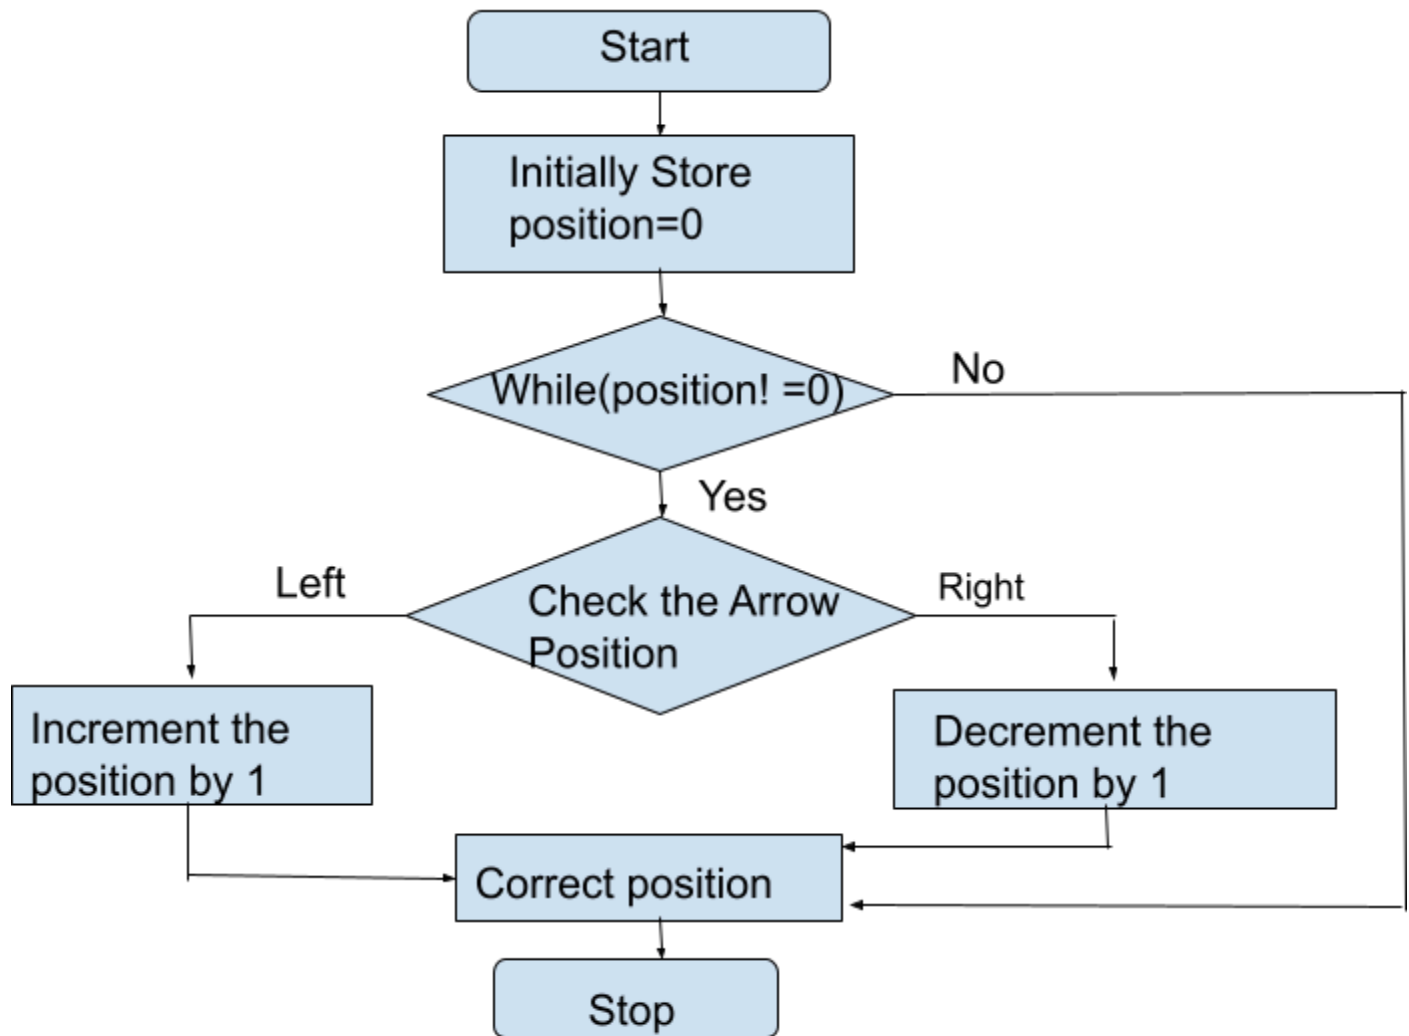 Start
Initially Store
position=0
While(position! =0)
No
Yes
Left
Right
Check the Arrow
Position
Increment the
position by 1
Decrement the
position by 1
Correct position
Stop